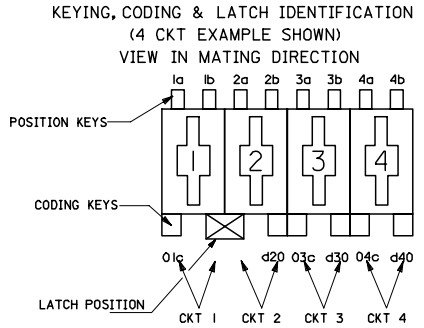 KEYING, CODING & LATCH IDENTIFICATION
(4 CKT EXAMPLE SHOWN)
VIEW IN MATING DIRECTION
1a 1b 2a 2b 3a 3b 4a 4b
POSITION KEYS
1 2 3 4
CODING KEYS
01c d20 03c d30 04c d40
LATCH POSITION
CKT 1 CKT 2 CKT 3 CKT 4